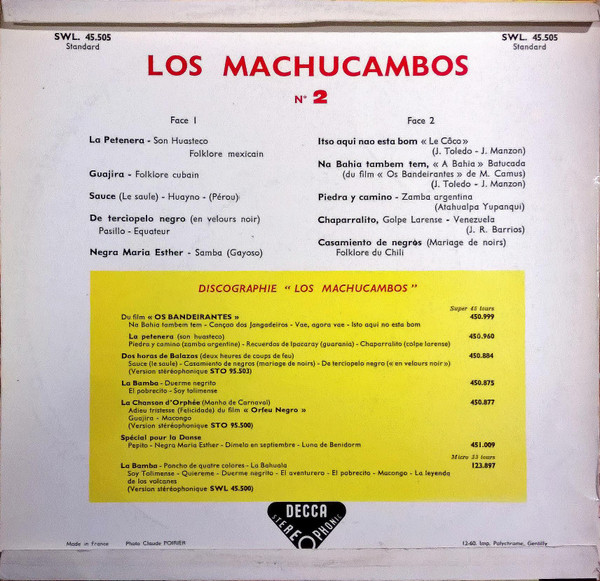 SWL. 45.505
Standard
SWL. 45.505
Standard
LOS MACHUCAMBOS
N° 2
Face 1
La Petenera - Son Huasteco
Folklore mexicain
Guajira - Folklore cubain
Sauce (Le saule) - Huayno - (Pérou)
De terciopelo negro (en velours noir)
Pasillo - Equateur
Negra Maria Esther - Samba (Gayoso)
Face 2
Itso aqui nao esta bom « Le Côco »
(J. Toledo - J. Manzon)
Na Bahia tambem tem, « A Bahia » Batucada
(du film « Os Bandeirantes » de M. Camus)
(J. Toledo - J. Manzon)
Piedra y camino - Zamba argentina
(Atahualpa Yupanqui)
Chaparralito, Golpe Larense - Venezuela
(J. R. Barrios)
Casamiento de negrõs (Mariage de noirs)
Folklore du Chili
DISCOGRAPHIE " LOS MACHUCAMBOS "
Super 45 tours
Du film « OS BANDEIRANTES » 450.999
Na Bahia tambem tem - Cançao dos Jangadeiros - Vae, agora vae - Isto aqui no esta bom
La petenera (son huasteco) 450.960
Piedra y camino (zamba argentina) - Recuerdos de Ipacaray (guarania) - Chaparralito (colpe larense)
Dos horas de Balazos (deux heures de coups de feu) 450.884
Sauce (le saule) - Casamiento de negras (mariage de noirs) - De terciopelo negro (« en velours noir »)
(Version stéréophonique STO 95.503)
La Bamba - Duerme negrito 450.875
El pobrecito - Soy tolimense
La Chanson d'Orphée (Manha de Carnaval) 450.877
Adieu tristesse (Felicidade) du film « Orfeu Negro »
Guajira - Macongo
(Version stéréophonique STO 95.500)
Spécial pour la Danse
Pepito - Negra Maria Esther - Dimelo en septiembre - Luna de Benidorm 451.009
Micro 33 tours
La Bamba - Poncho de quatre colores - La Bahuala 123.897
Soy Tolimense - Quiereme - Duerme negrito - El aventurero - El pobrecito - Macongo - La leyenda
de los volcanes
(Version stéréophonique SWL 45.500)
DECCA
STEREOPHONIC
Made in France
Photo Claude POIRIER
12-60. Imp. Polychrome, Gentilly